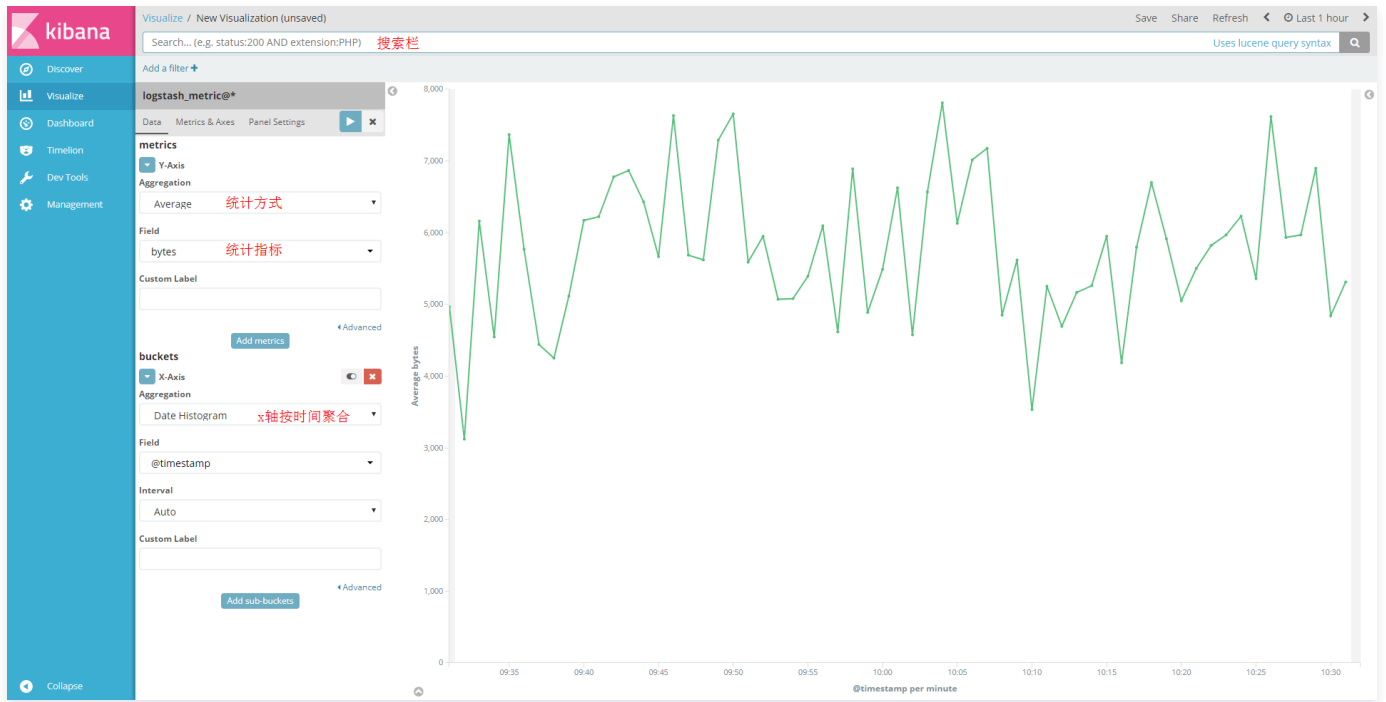 kibana
Visualize / New Visualization (unsaved)
Save Share Refresh Last 1 hour
Search... (e.g. status:200 AND extension:PHP) 搜索栏 Uses lucene query syntax
Add a filter +
Discover
Visualize
Dashboard
Timelion
Dev Tools
Management
Collapse
logstash_metric@*
Data Metrics & Axes Panel Settings
metrics
Y-Axis
Aggregation
Average 统计方式
Field
bytes 统计指标
Custom Label
Advanced
Add metrics
buckets
X-Axis
Aggregation
Date Histogram x轴按时间聚合
Field
@timestamp
Interval
Auto
Custom Label
Advanced
Add sub-buckets
8,000
7,000
6,000
5,000
4,000
3,000
2,000
1,000
0
Average bytes
09:35 09:40 09:45 09:50 09:55 10:00 10:05 10:10 10:15 10:20 10:25 10:30
@timestamp per minute